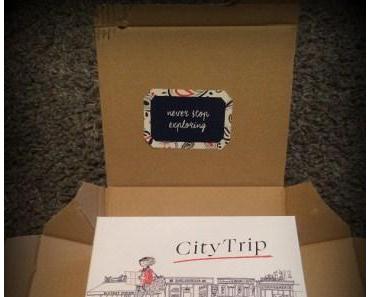 never stop
exploring
CityTrip